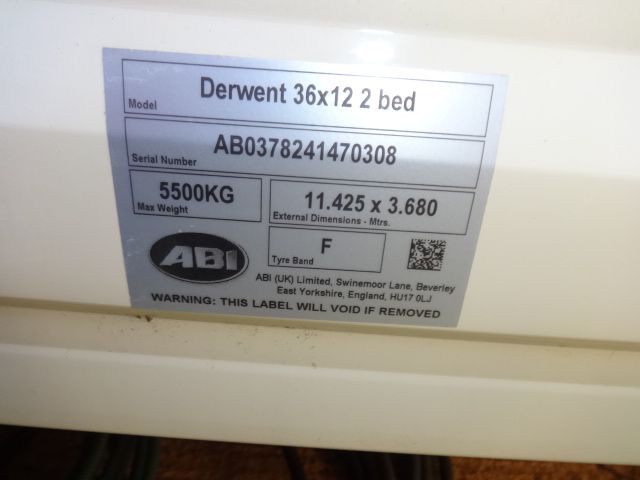 Derwent 36x12 2 bed
Model
AB0378241470308
Serial Number
5500KG
Max Weight
11.425 x 3.680
External Dimensions - Mtrs.
F
Tyre Band
ABI
ABI (UK) Limited, Swinemoor Lane, Beverley
East Yorkshire, England, HU17 0LJ
WARNING: THIS LABEL WILL VOID IF REMOVED